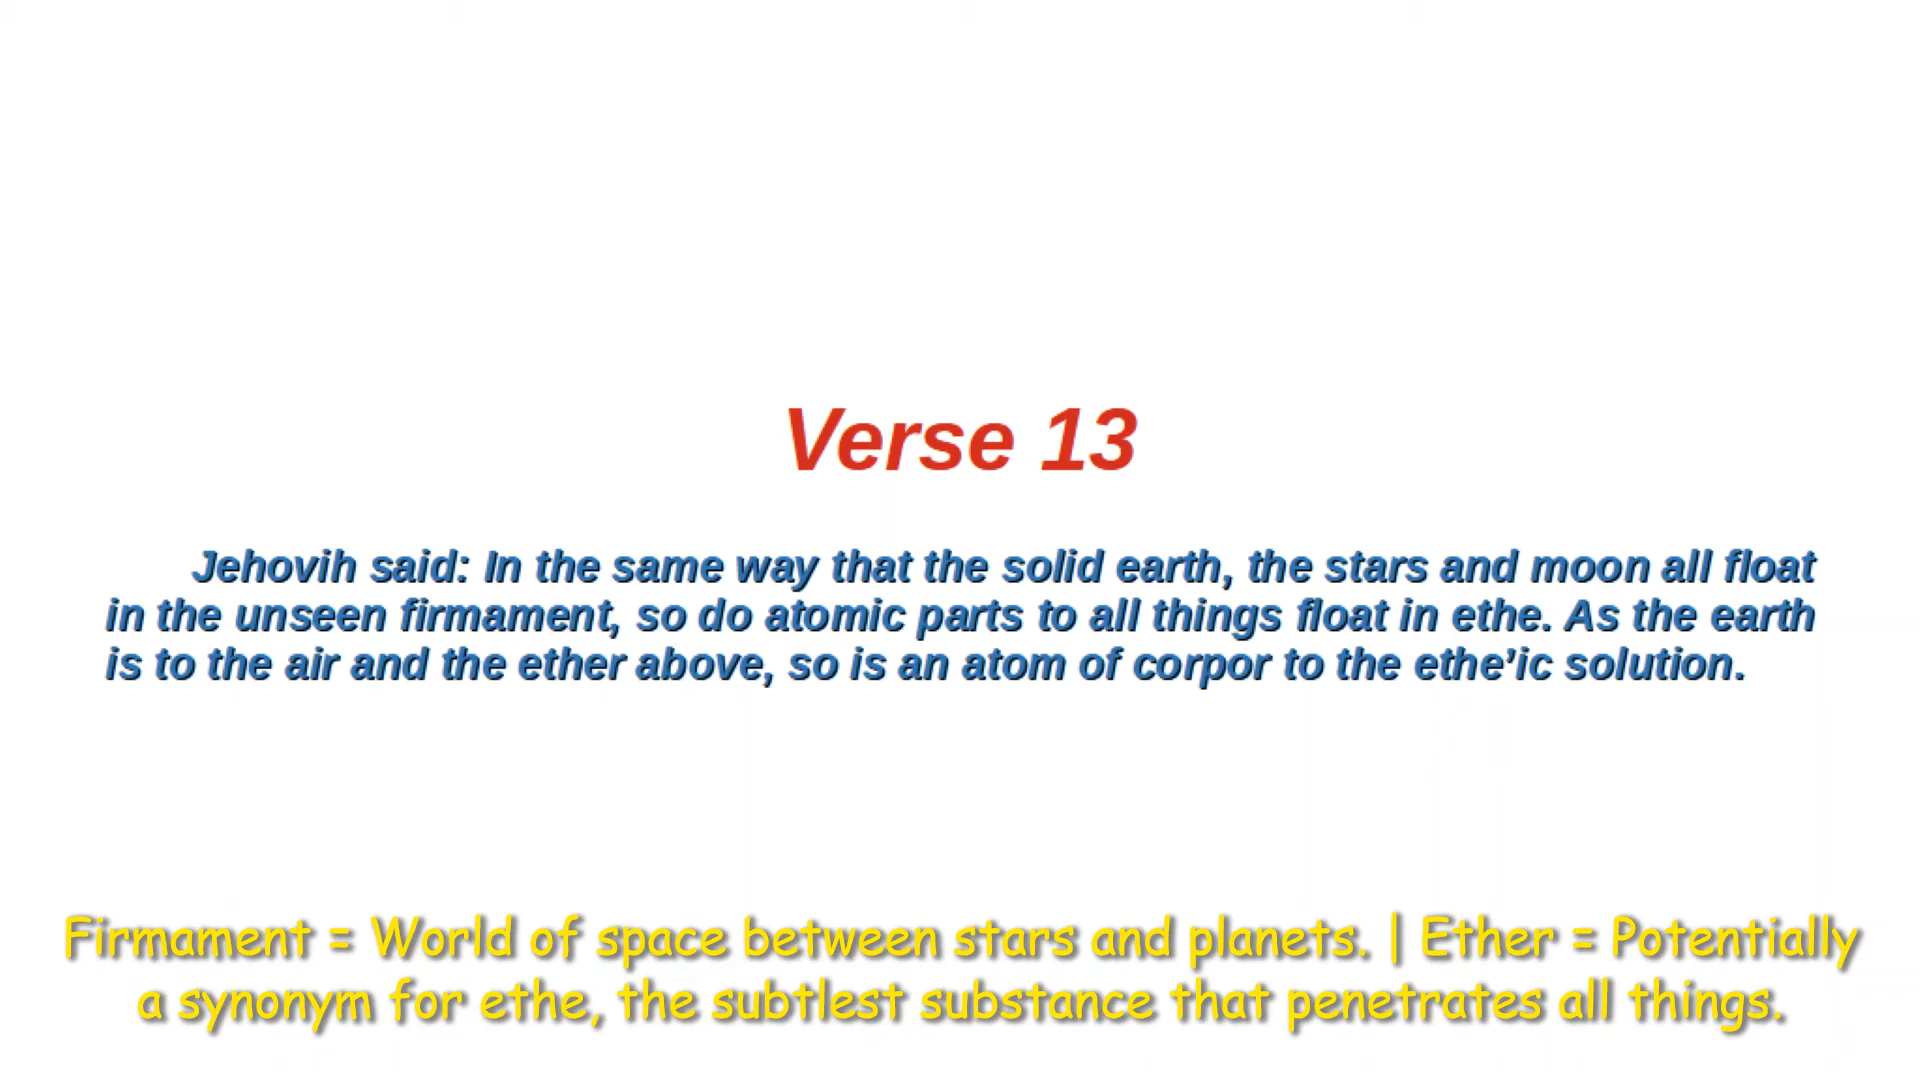 Verse 13
Jehovih said: In the same way that the solid earth, the stars and moon all float
in the unseen firmament, so do atomic parts to all things float in ethe. As the earth
is to the air and the ether above, so is an atom of corpor to the ethe’ic solution.
Firmament = World of space between stars and planets. | Ether = Potentially
a synonym for ethe, the subtlest substance that penetrates all things.